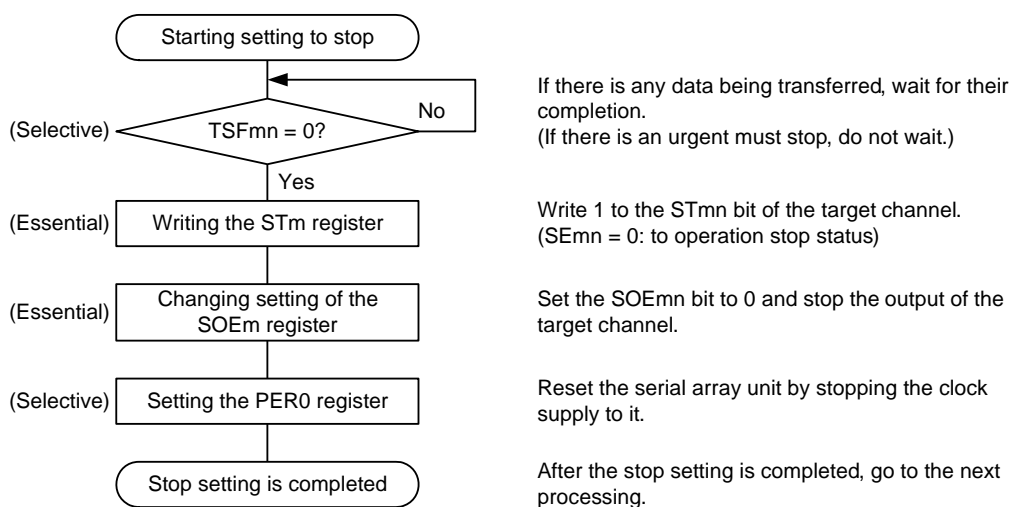 Starting setting to stop
If there is any data being transferred, wait for their
completion.
(If there is an urgent must stop, do not wait.)
(Selective)
TSFmn = 0?
No
Yes
(Essential)
Writing the STm register
Write 1 to the STmn bit of the target channel.
(SEmn = 0: to operation stop status)
(Essential)
Changing setting of the
SOEm register
Set the SOEmn bit to 0 and stop the output of the
target channel.
(Selective)
Setting the PER0 register
Reset the serial array unit by stopping the clock
supply to it.
Stop setting is completed
After the stop setting is completed, go to the next
processing.